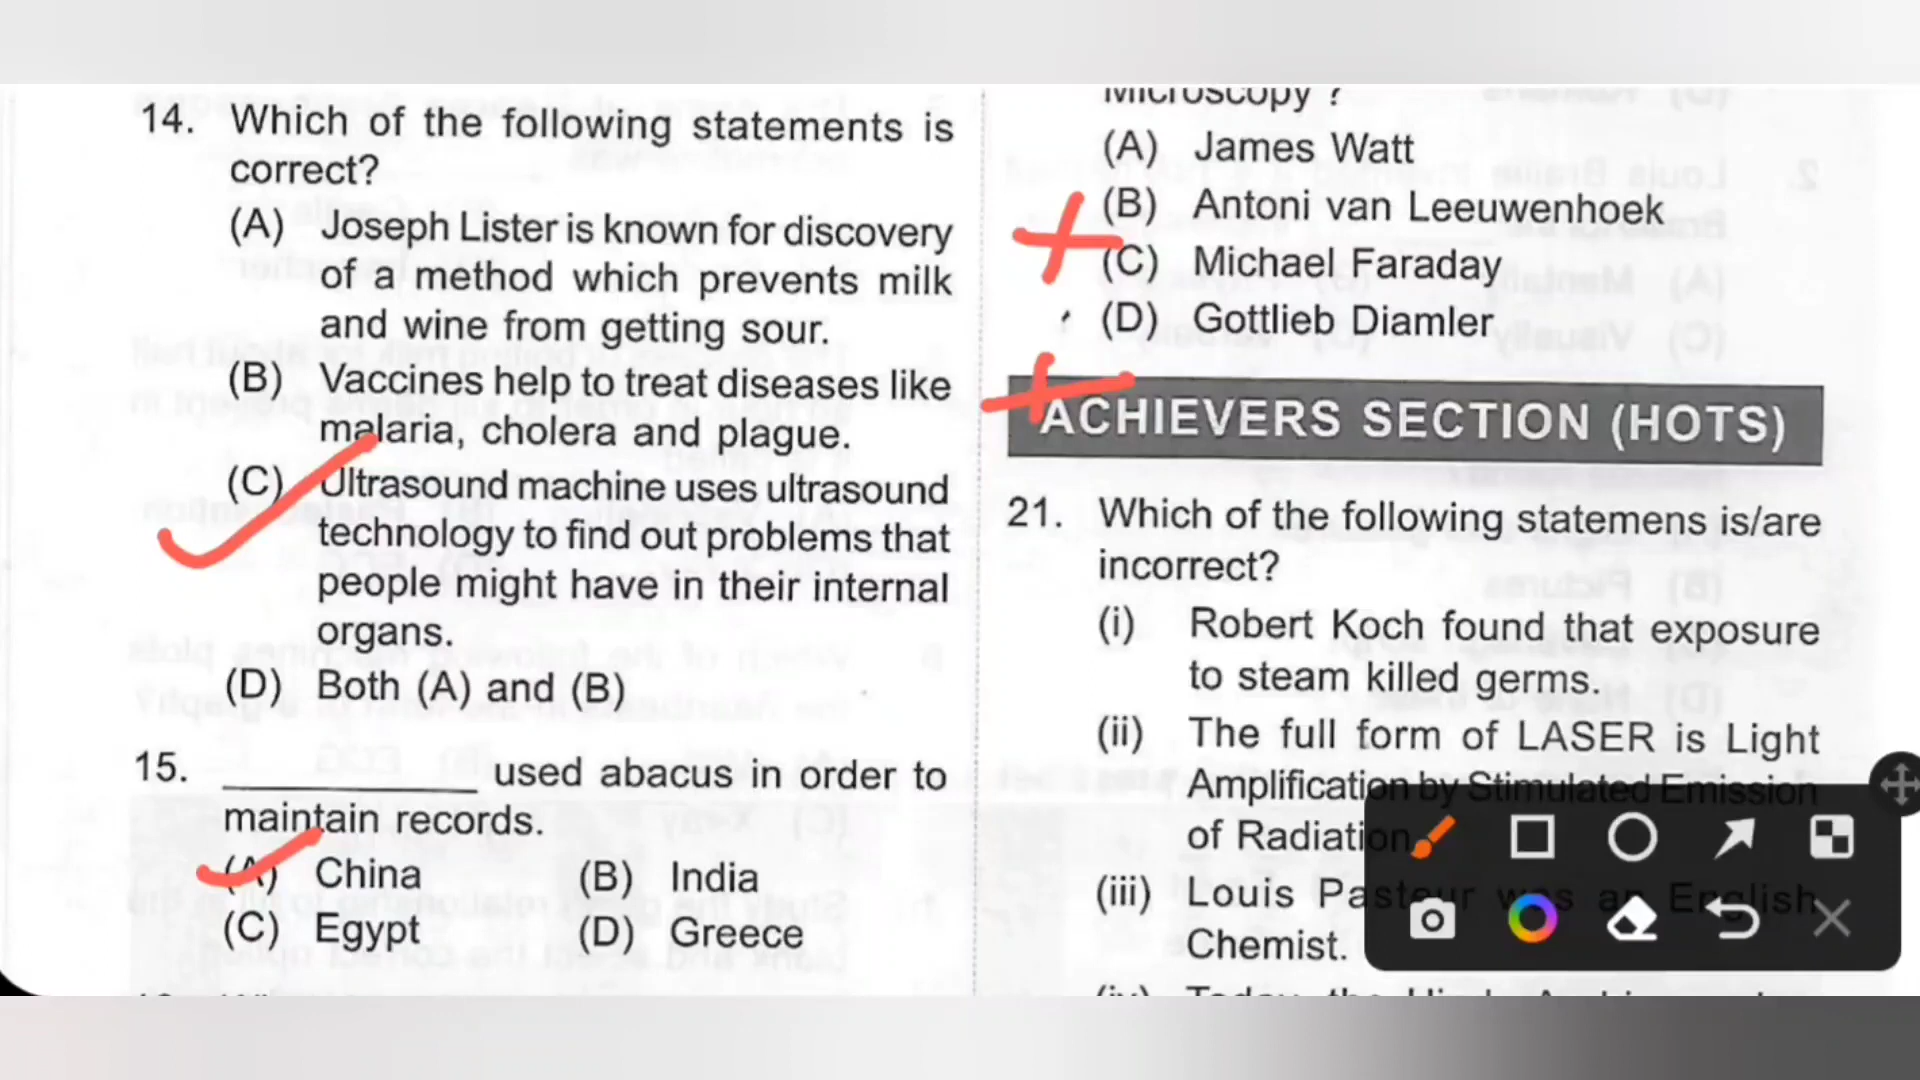 14. Which of the following statements is
correct?
(A) Joseph Lister is known for discovery
of a method which prevents milk
and wine from getting sour.
(B) Vaccines help to treat diseases like
malaria, cholera and plague.
(C) Ultrasound machine uses ultrasound
technology to find out problems that
people might have in their internal
organs.
(D) Both (A) and (B)
15. ____________ used abacus in order to
maintain records.
(A) China (B) India
(C) Egypt (D) Greece
Microscopy ?
(A) James Watt
(B) Antoni van Leeuwenhoek
(C) Michael Faraday
(D) Gottlieb Diamler
ACHIEVERS SECTION (HOTS)
21. Which of the following statemens is/are
incorrect?
(i) Robert Koch found that exposure
to steam killed germs.
(ii) The full form of LASER is Light
Amplification by Stimulated Emission
of Radiation.
(iii) Louis Pasteur was an English
Chemist.